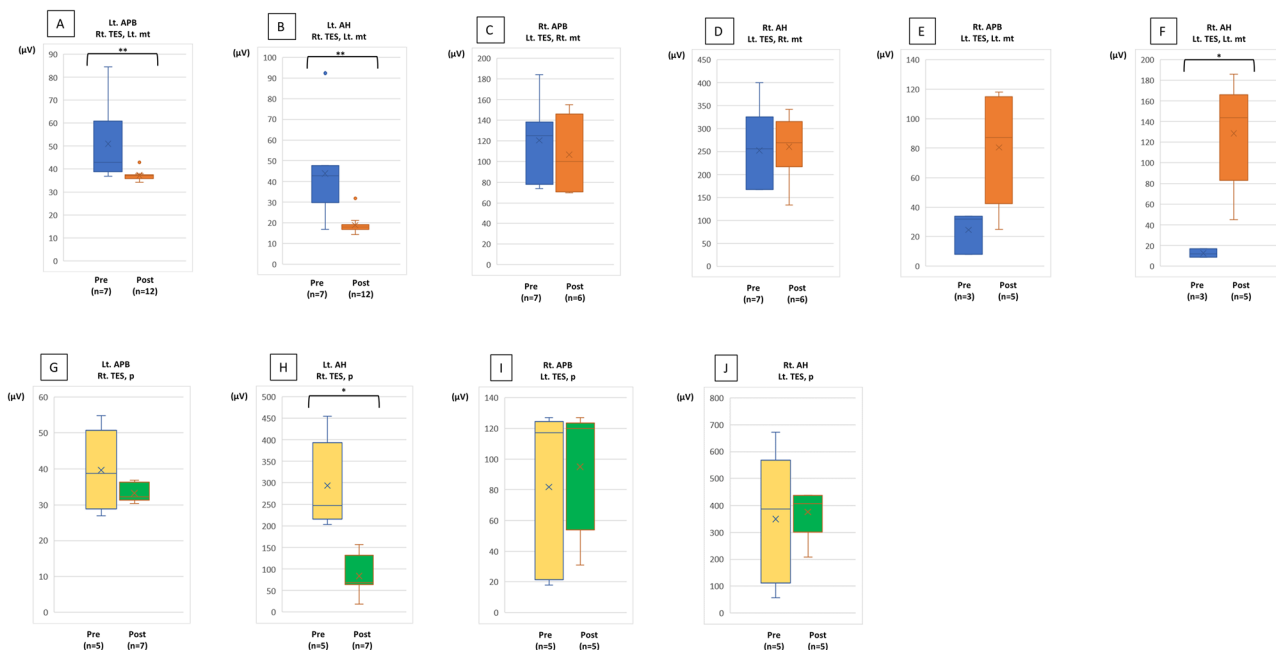 A
Lt. APB
Rt. TES, Lt. mt
(μV)
**
90
80
70
60
50
40
30
20
10
0
Pre
(n=7)
Post
(n=12)
B
Lt. AH
Rt. TES, Lt. mt
(μV)
**
100
90
80
70
60
50
40
30
20
10
0
Pre
(n=7)
Post
(n=12)
C
Rt. APB
Lt. TES, Rt. mt
(μV)
200
180
160
140
120
100
80
60
40
20
0
Pre
(n=7)
Post
(n=6)
D
Rt. AH
Lt. TES, Rt. mt
(μV)
450
400
350
300
250
200
150
100
50
0
Pre
(n=7)
Post
(n=6)
E
Rt. APB
Lt. TES, Lt. mt
(μV)
140
120
100
80
60
40
20
0
Pre
(n=3)
Post
(n=5)
F
Rt. AH
Lt. TES, Lt. mt
(μV)
*
200
180
160
140
120
100
80
60
40
20
0
Pre
(n=3)
Post
(n=5)
G
Lt. APB
Rt. TES, p
(μV)
60
50
40
30
20
10
0
Pre
(n=5)
Post
(n=7)
H
Lt. AH
Rt. TES, p
(μV)
*
500
450
400
350
300
250
200
150
100
50
0
Pre
(n=5)
Post
(n=7)
I
Rt. APB
Lt. TES, p
(μV)
140
120
100
80
60
40
20
0
Pre
(n=5)
Post
(n=5)
J
Rt. AH
Lt. TES, p
(μV)
800
700
600
500
400
300
200
100
0
Pre
(n=5)
Post
(n=5)